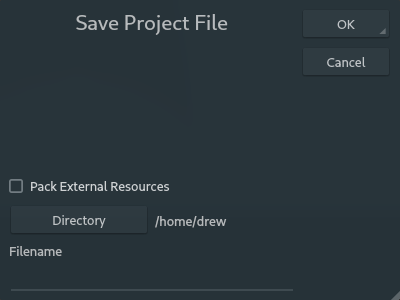 Save Project File
OK
Cancel
Pack External Resources
Directory /home/drew
Filename